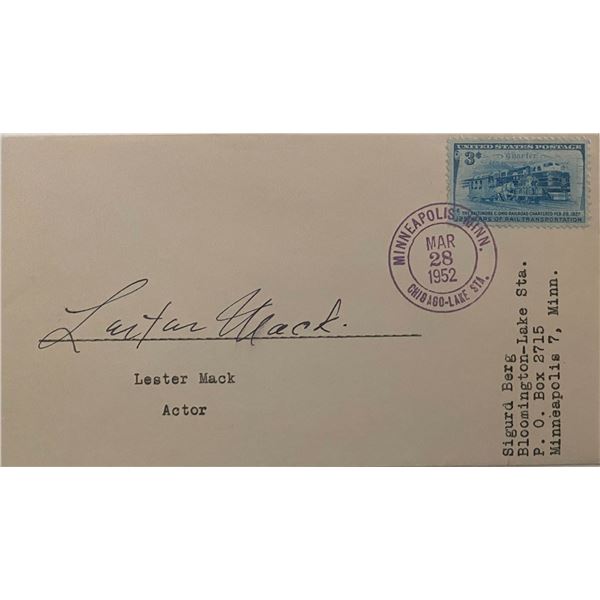 UNITED STATES POSTAGE
3¢
Charter
THE BALTIMORE & OHIO RAILROAD CHARTERED FEB. 28, 1827
YEARS OF RAIL TRANSPORTATION
MINNEAPOLIS, MINN.
MAR
28
1952
CHICAGO-LAKE STA.
Lester Mack.
Lester Mack
Actor
Sigurd Berg
Bloomington-Lake Sta.
P. O. Box 2715
Minneapolis 7, Minn.